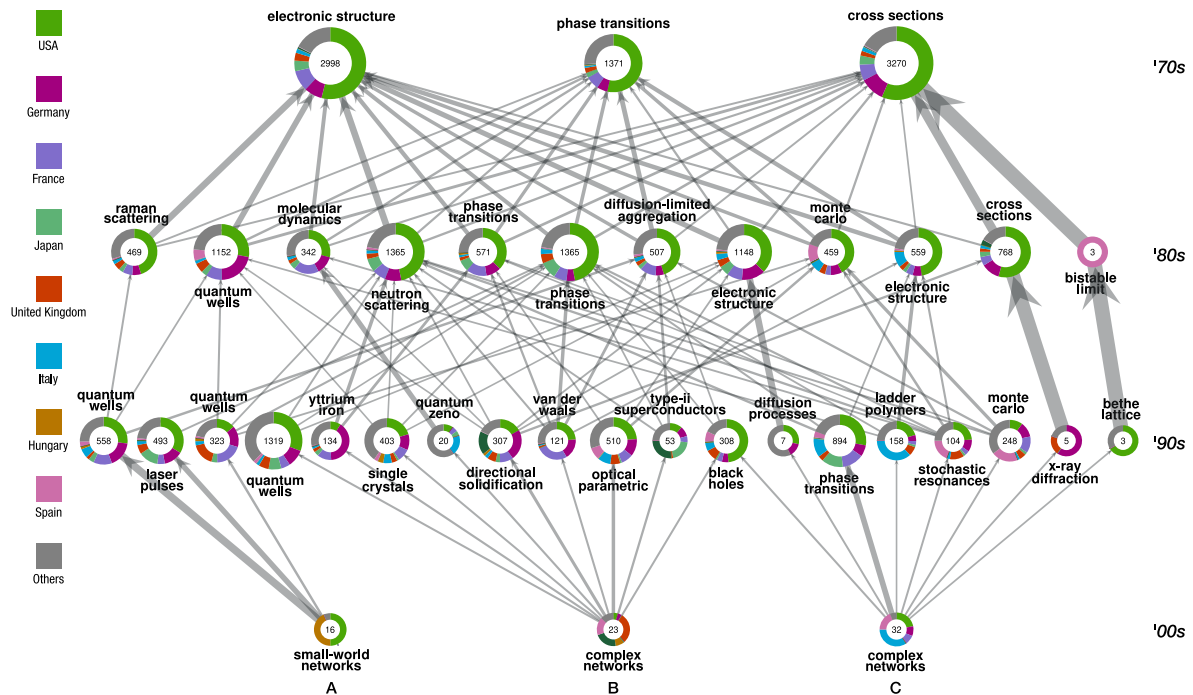 USA
Germany
France
Japan
United Kingdom
Italy
Hungary
Spain
Others
electronic structure
2998
phase transitions
1371
cross sections
3270
'70s
raman
scattering
469
1152
quantum
wells
molecular
dynamics
342
1365
neutron
scattering
phase
transitions
571
1365
phase
transitions
diffusion-limited
aggregation
507
1148
electronic
structure
monte
carlo
459
559
electronic
structure
cross
sections
768
3
bistable
limit
'80s
quantum
wells
558
493
laser
pulses
quantum
wells
323
1319
quantum
wells
yttrium
iron
134
403
single
crystals
quantum
zeno
20
307
directional
solidification
van der
waals
121
510
optical
parametric
type-ii
superconductors
53
308
black
holes
diffusion
processes
7
894
phase
transitions
ladder
polymers
158
104
stochastic
resonances
monte
carlo
248
5
x-ray
diffraction
bethe
lattice
3
'90s
16
small-world
networks
23
complex
networks
32
complex
networks
'00s
A
B
C